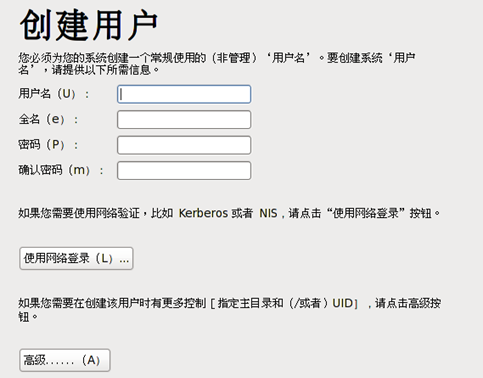 创建用户
您必须为您的系统创建一个常规使用的（非管理）‘用户名’。要创建系统‘用户
名’，请提供以下所需信息。
用户名（U）：
全名（e）：
密码（P）：
确认密码（m）：
如果您需要使用网络验证，比如 Kerberos 或者 NIS，请点击“使用网络登录”按钮。
使用网络登录（L）...
如果您需要在创建该用户时有更多控制［指定主目录和（/或者）UID］，请点击高级按
钮。
高级......（A）